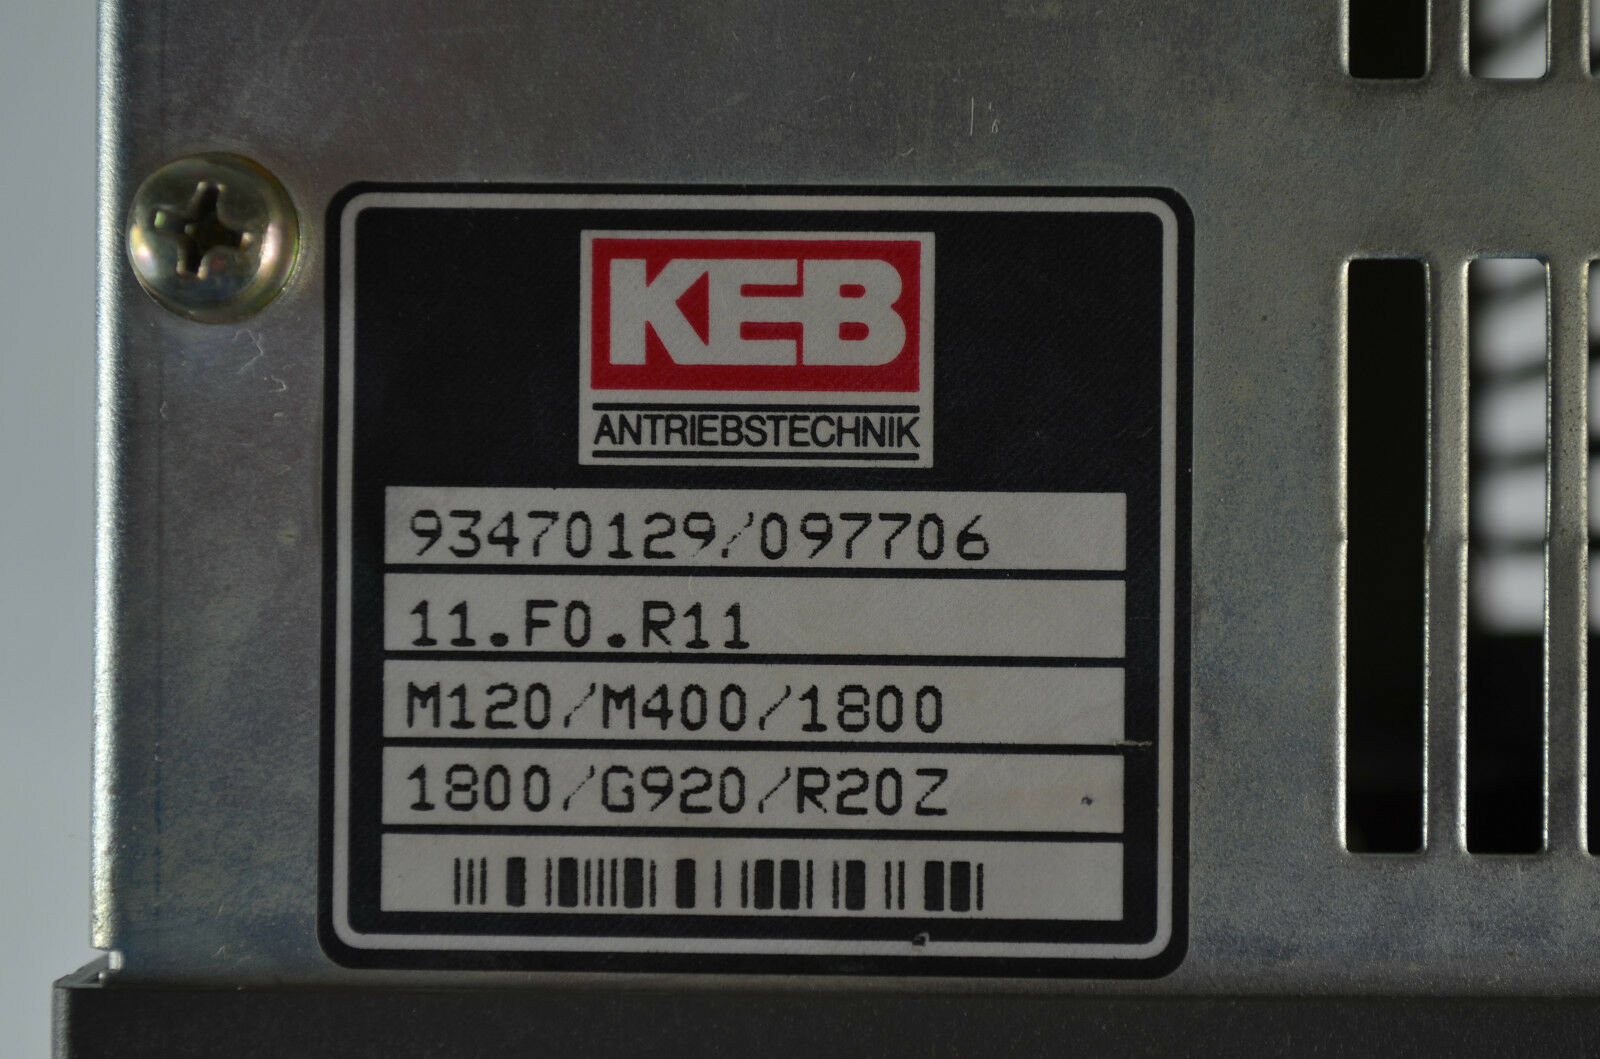 KEB
ANTRIEBSTECHNIK
93470129/097706
11.F0.R11
M120/M400/1800
1800/G920/R20Z